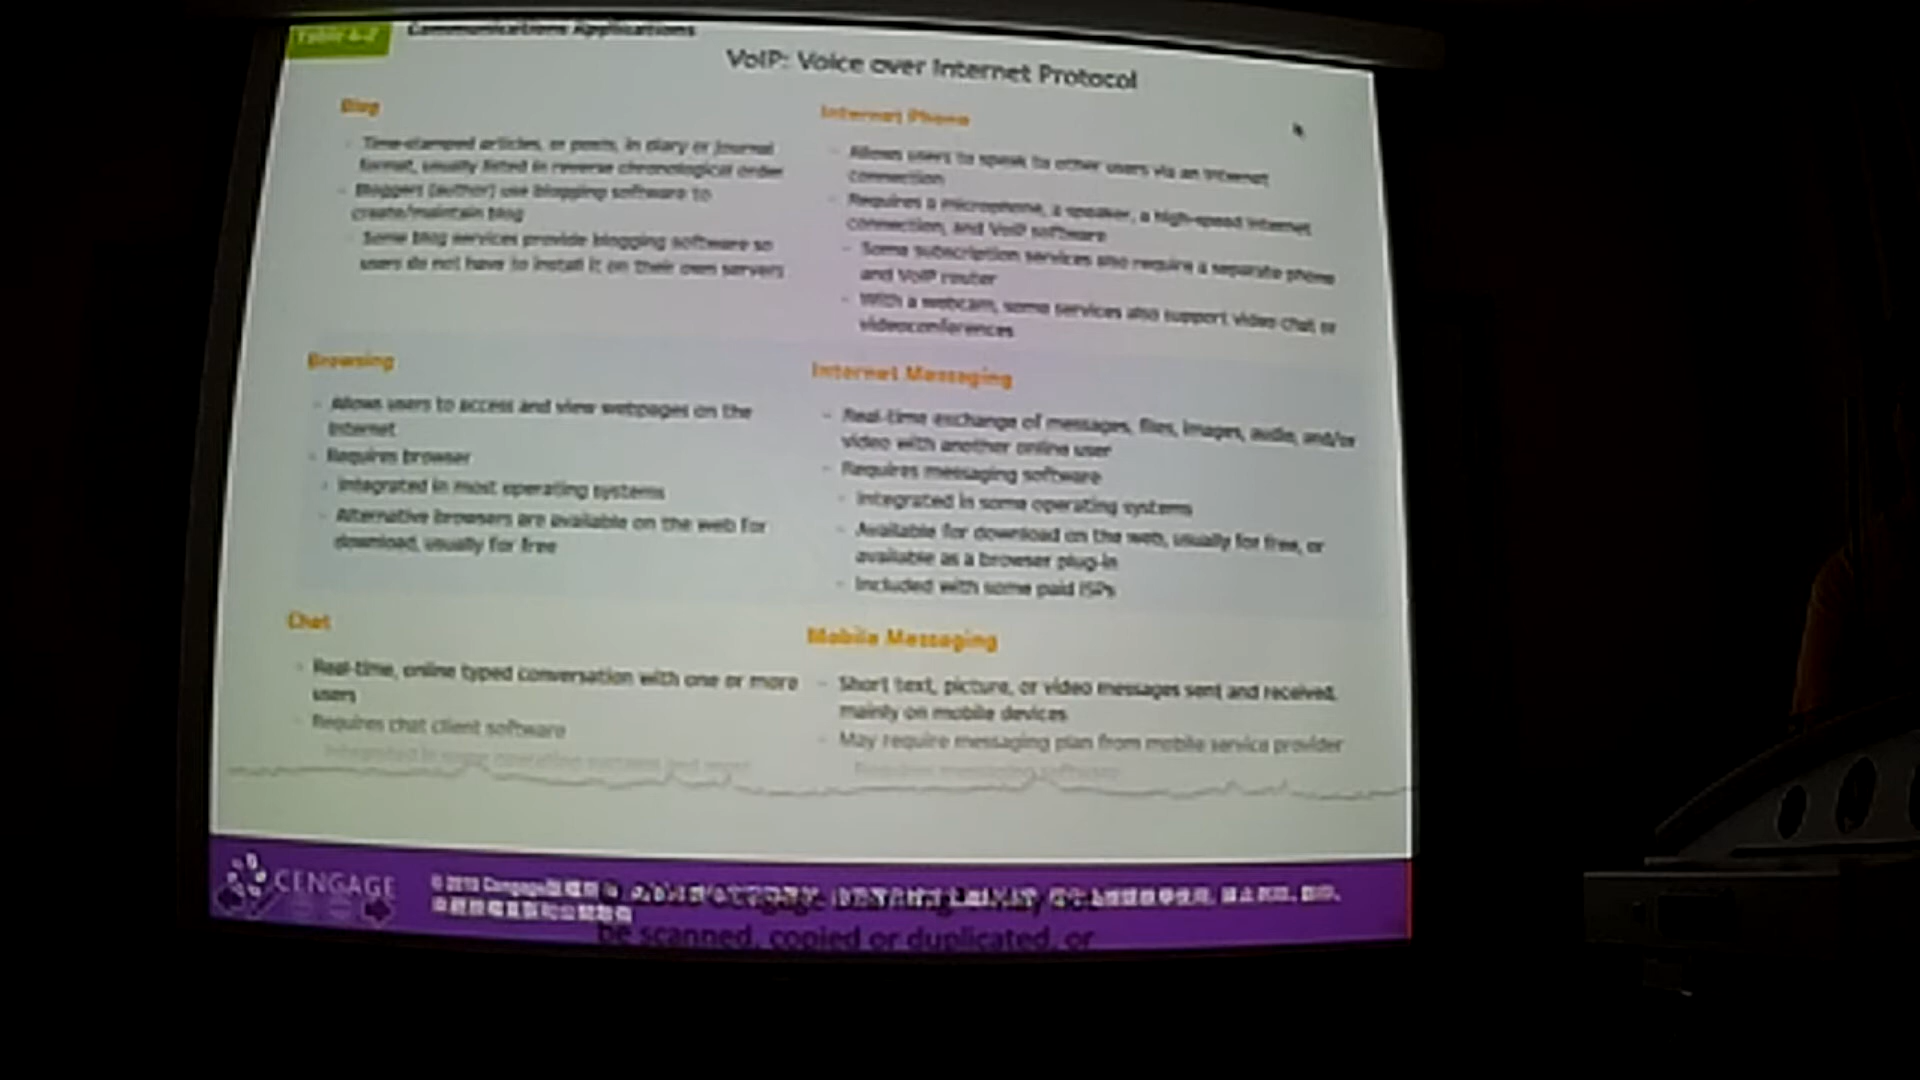 Table 4-2 Communications Applications
VoIP: Voice over Internet Protocol
Blog
Time-stamped articles, or posts, in diary or journal
format, usually listed in reverse chronological order
Bloggers (author) use blogging software to
create/maintain blog
Some blog services provide blogging software so
users do not have to install it on their own servers
Browsing
Allows users to access and view webpages on the
Internet
Requires browser
Integrated in most operating systems
Alternative browsers are available on the web for
download, usually for free
Chat
Real-time, online typed conversation with one or more
users
Requires chat client software
Internet Phone
Allows users to speak to other users via an Internet
connection
Requires a microphone, a speaker, a high-speed Internet
connection, and VoIP software
Some subscription services also require a separate phone
and VoIP router
With a webcam, some services also support video chat or
videoconferences
Internet Messaging
Real-time exchange of messages, files, images, audio, and/or
video with another online user
Requires messaging software
Integrated in some operating systems
Available for download on the web, usually for free, or
available as a browser plug-in
Included with some paid ISPs
Mobile Messaging
Short text, picture, or video messages sent and received,
mainly on mobile devices
May require messaging plan from mobile service provider
Requires messaging software
CENGAGE
be scanned, copied or duplicated, or